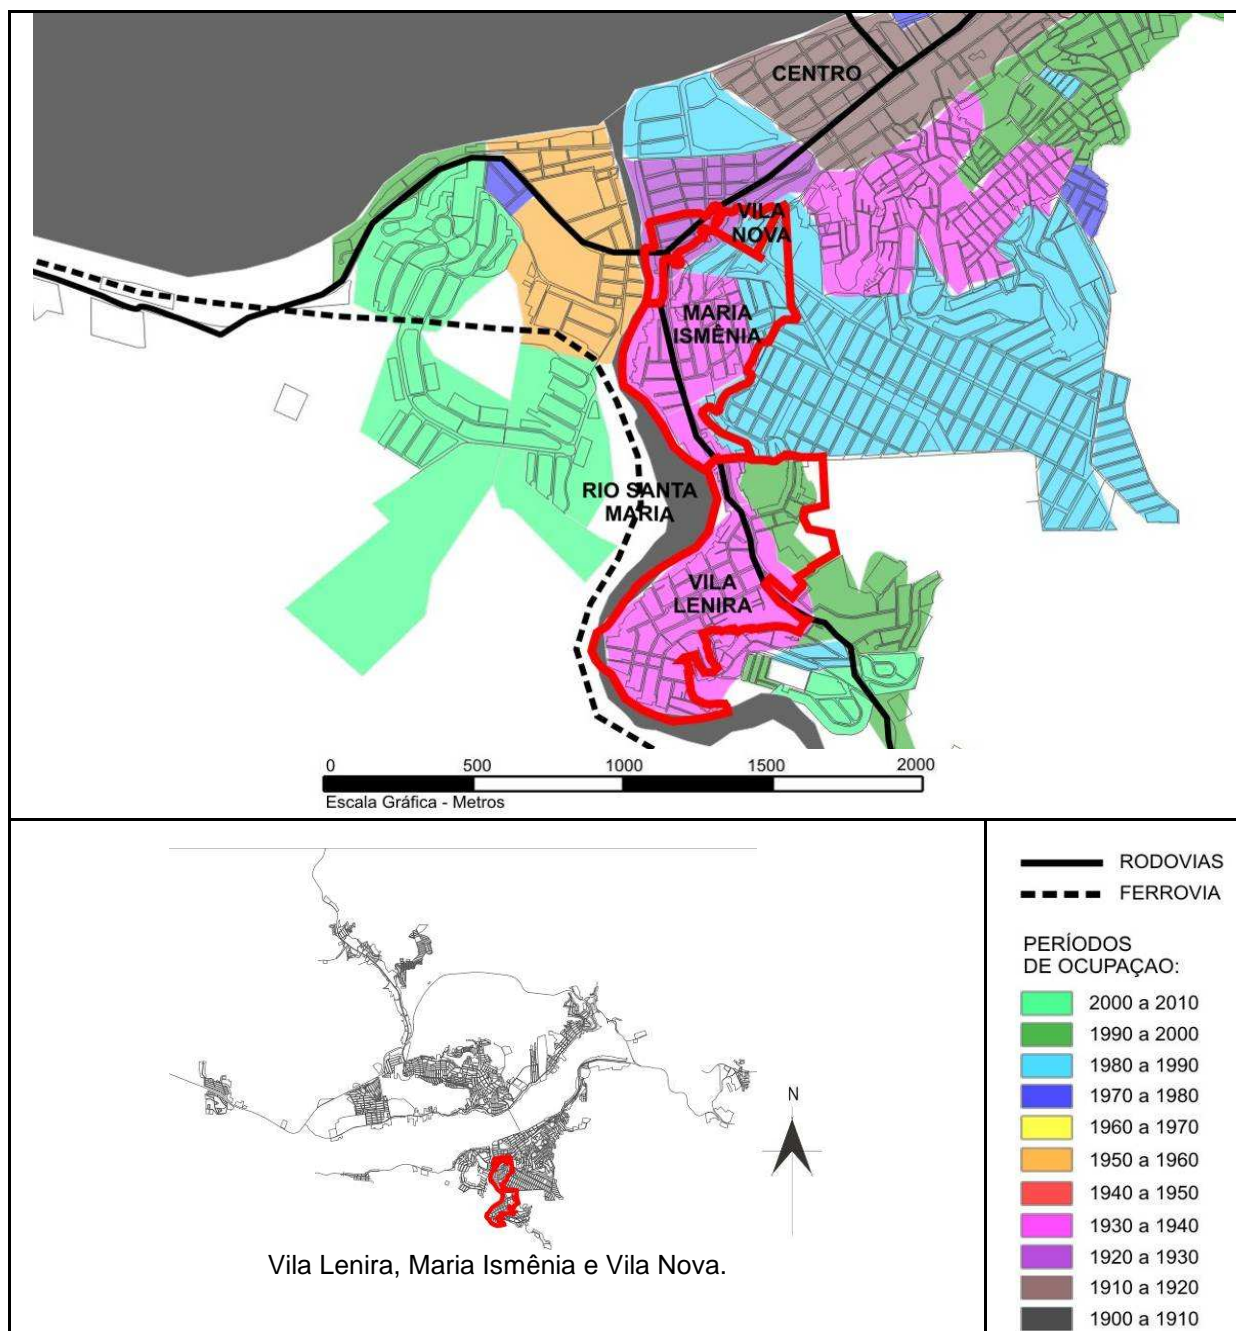 CENTRO
VILA
NOVA
MARIA
ISMÊNIA
RIO SANTA
MARIA
VILA
LENIRA
0 500 1000 1500 2000
Escala Gráfica - Metros
N
Vila Lenira, Maria Ismênia e Vila Nova.
RODOVIAS
FERROVIA
PERÍODOS
DE OCUPAÇAO:
2000 a 2010
1990 a 2000
1980 a 1990
1970 a 1980
1960 a 1970
1950 a 1960
1940 a 1950
1930 a 1940
1920 a 1930
1910 a 1920
1900 a 1910